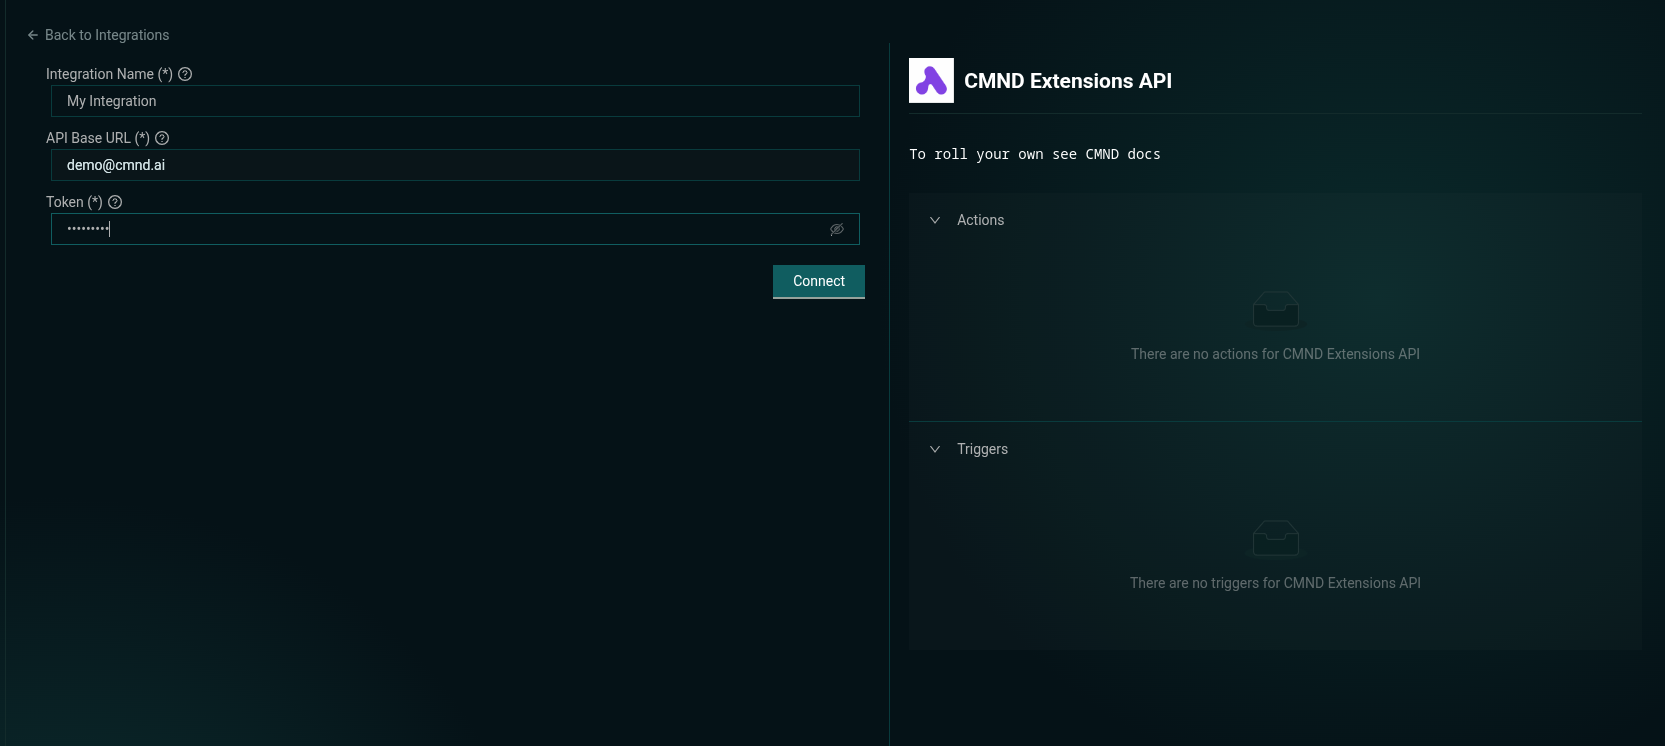 Back to Integrations
Integration Name (*)
My Integration
API Base URL (*)
demo@cmnd.ai
Token (*)
•••••••••
Connect
CMND Extensions API
To roll your own see CMND docs
Actions
There are no actions for CMND Extensions API
Triggers
There are no triggers for CMND Extensions API